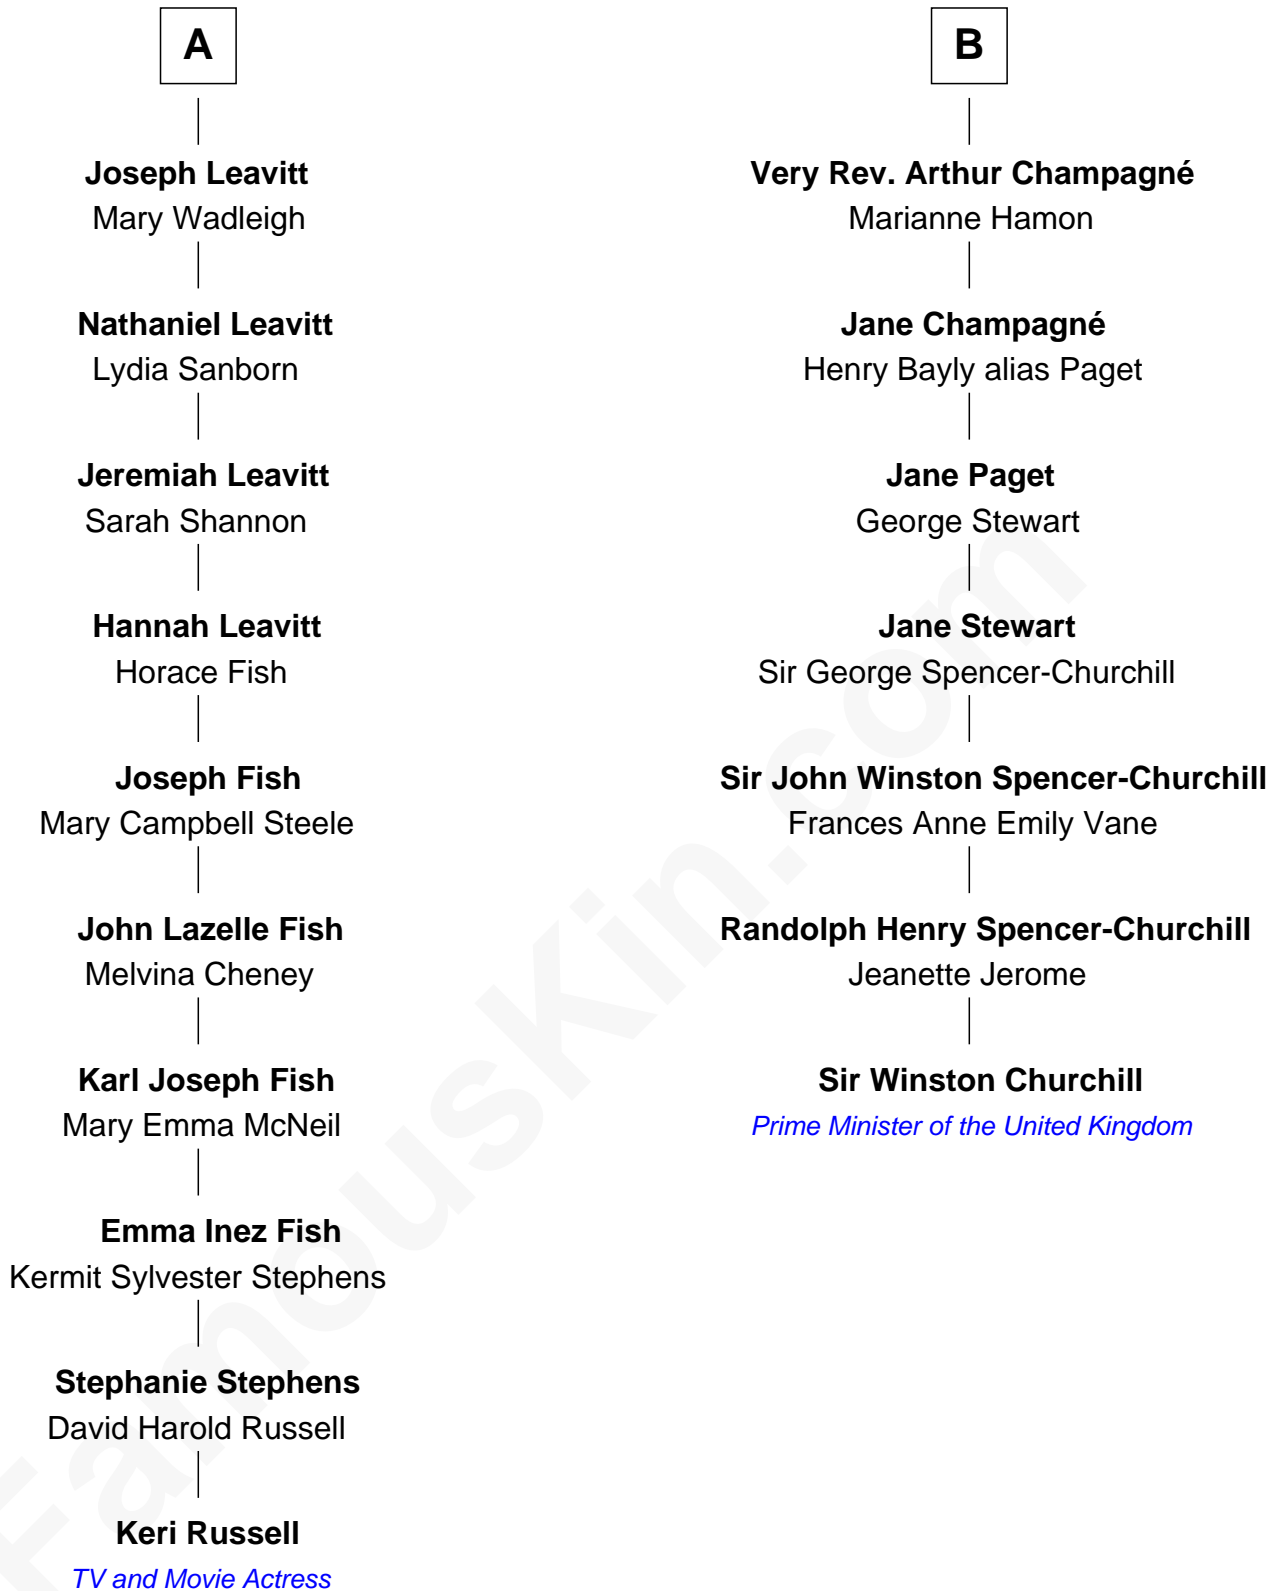 A
Joseph Leavitt
Mary Wadleigh
Nathaniel Leavitt
Lydia Sanborn
Jeremiah Leavitt
Sarah Shannon
Hannah Leavitt
Horace Fish
Joseph Fish
Mary Campbell Steele
John Lazelle Fish
Melvina Cheney
Karl Joseph Fish
Mary Emma McNeil
Emma Inez Fish
Kermit Sylvester Stephens
Stephanie Stephens
David Harold Russell
Keri Russell
TV and Movie Actress
B
Very Rev. Arthur Champagné
Marianne Hamon
Jane Champagné
Henry Bayly alias Paget
Jane Paget
George Stewart
Jane Stewart
Sir George Spencer-Churchill
Sir John Winston Spencer-Churchill
Frances Anne Emily Vane
Randolph Henry Spencer-Churchill
Jeanette Jerome
Sir Winston Churchill
Prime Minister of the United Kingdom
FamousKin.com